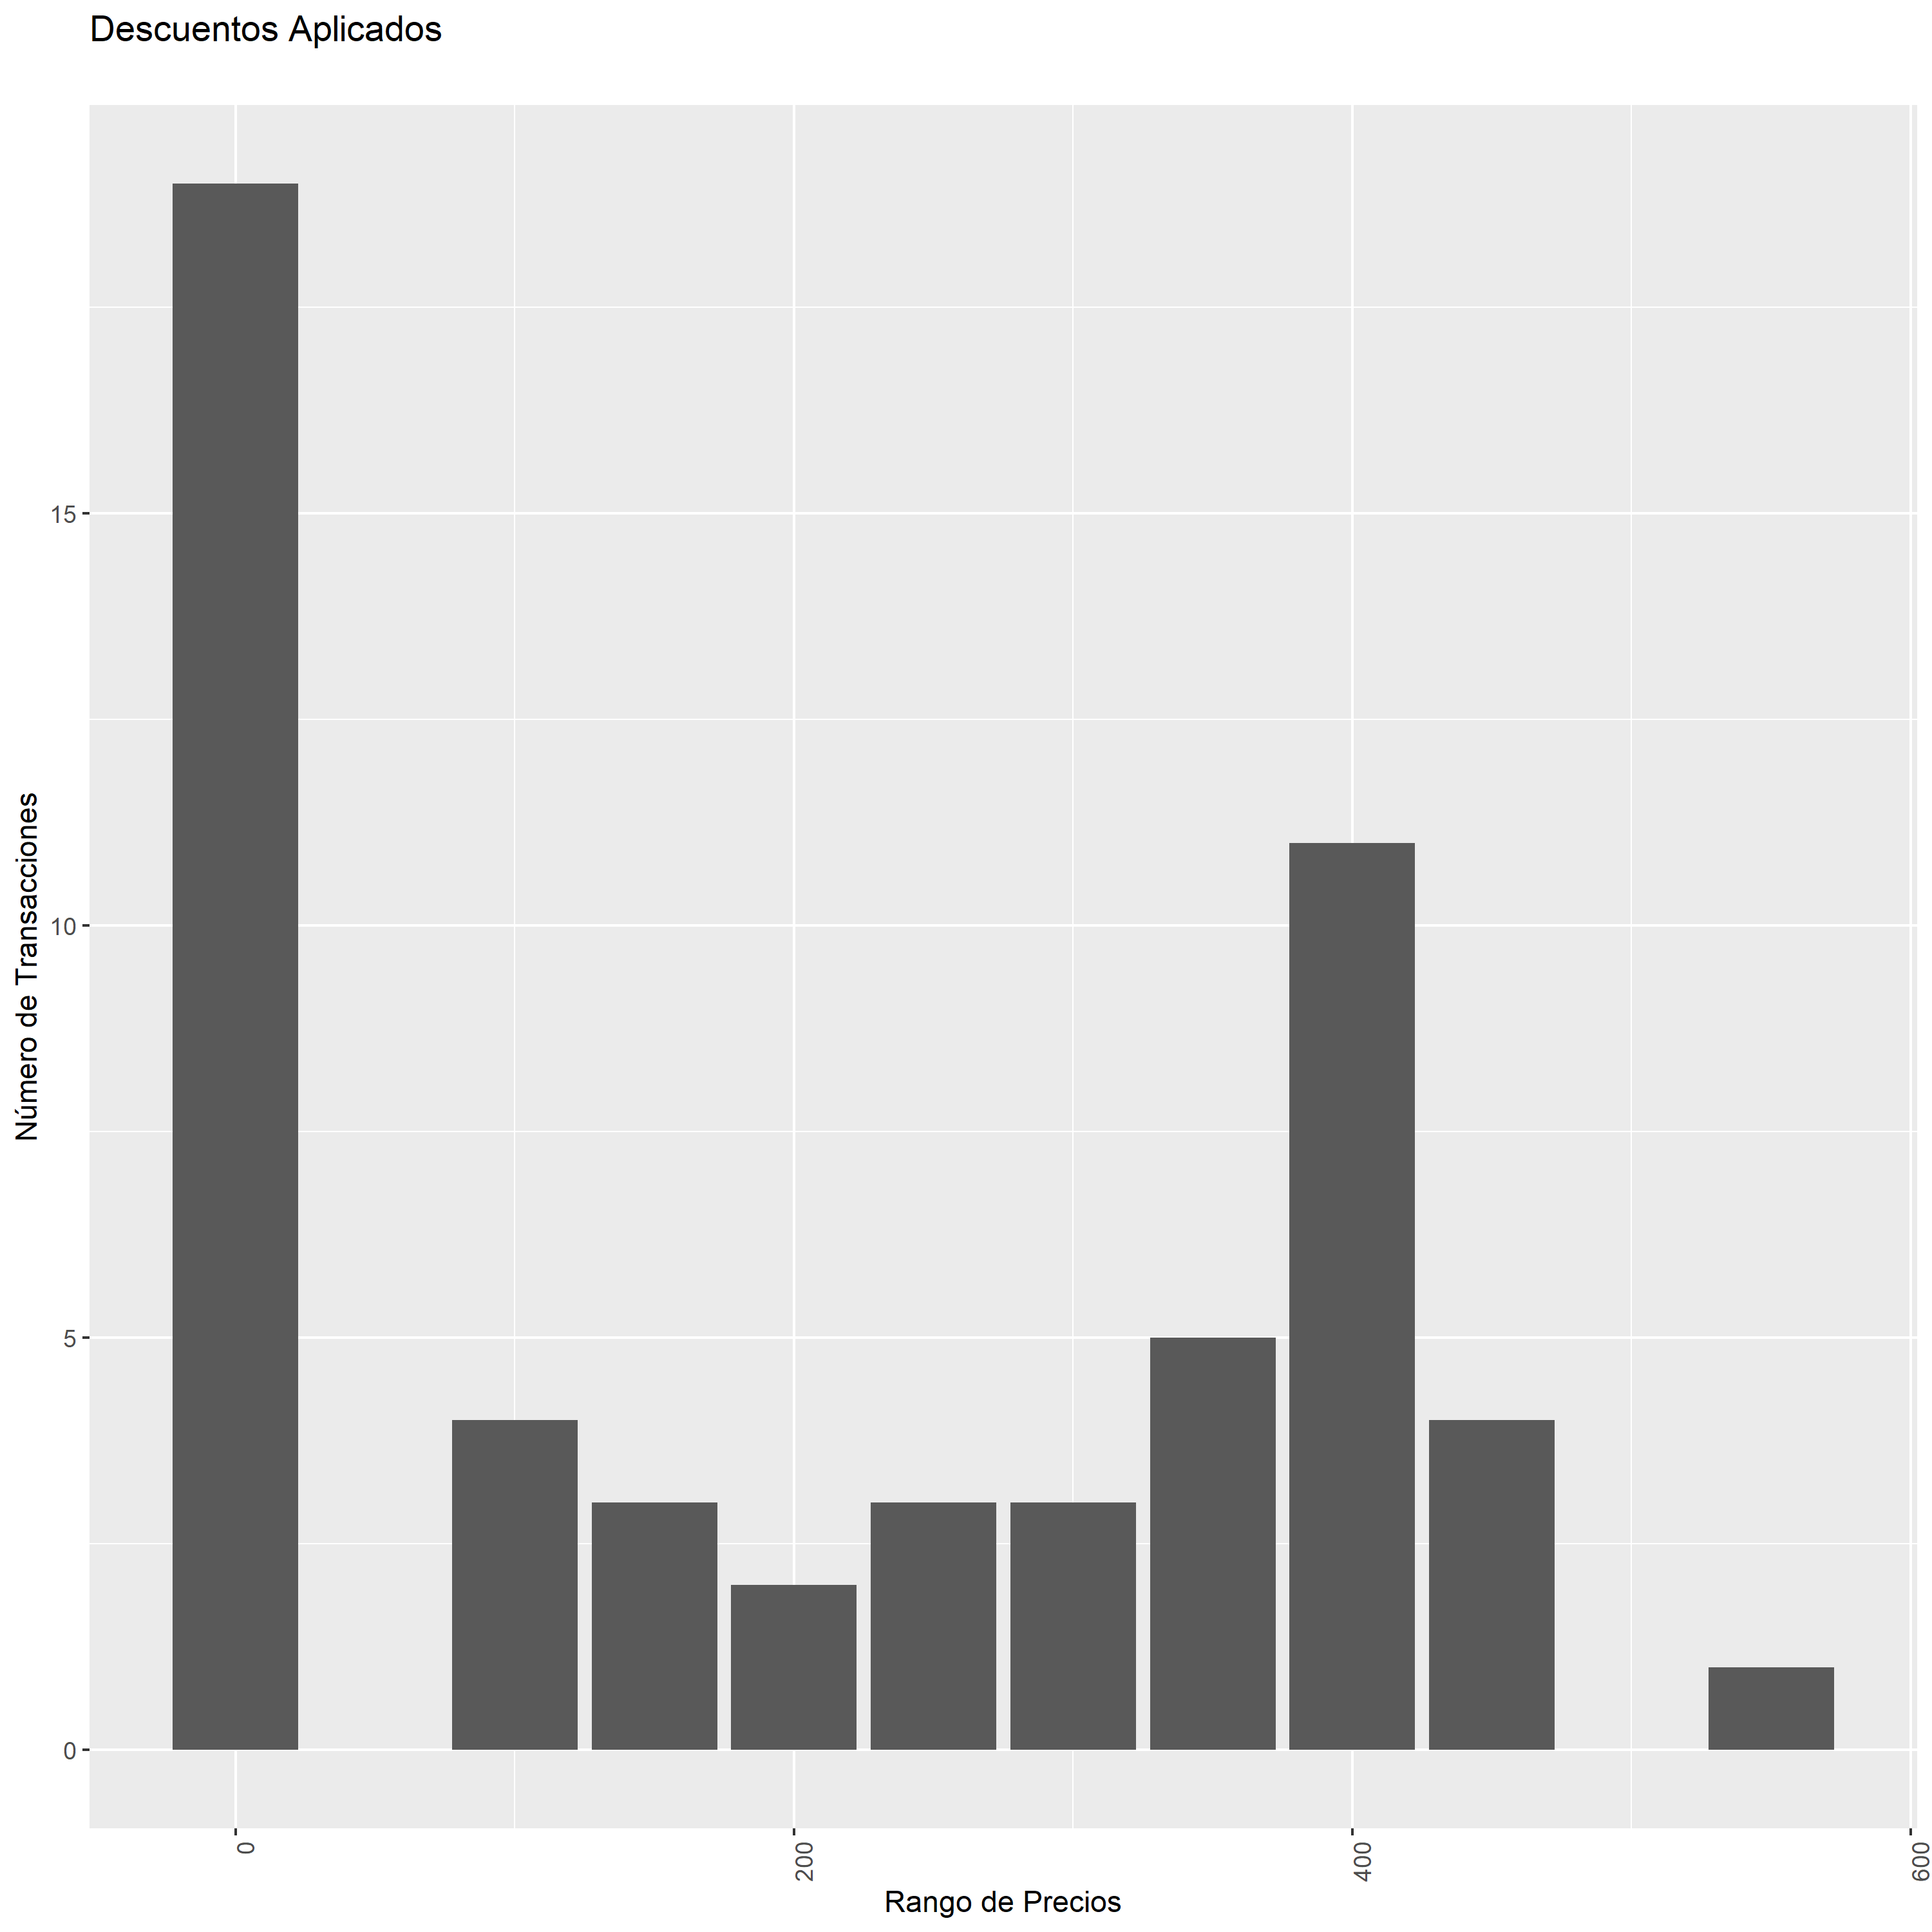 Descuentos Aplicados
Número de Transacciones
15
10
5
0
0
200
400
600
Rango de Precios